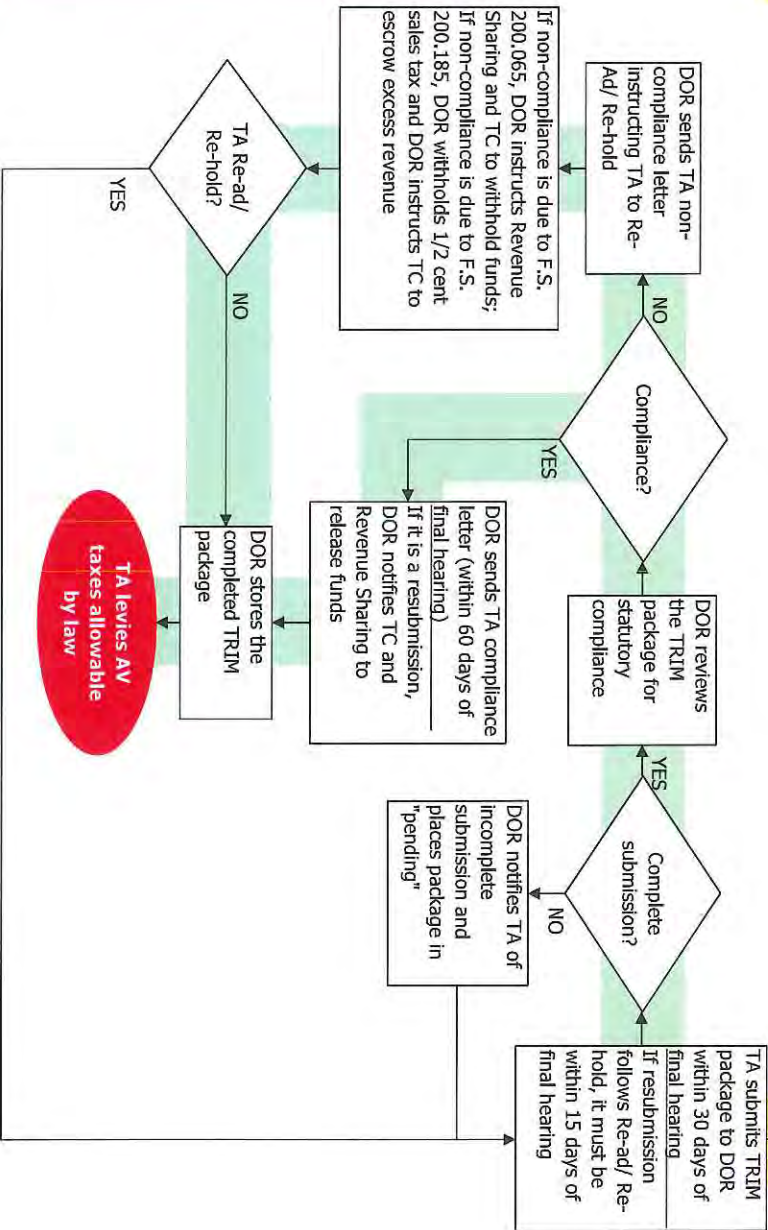 TA submits TRIM
package to DOR
within 30 days of
final hearing
If resubmission
follows Re-ad/ Re-
hold, it must be
within 15 days of
final hearing
Complete
submission?
YES
NO
DOR notifies TA of
incomplete
submission and
places package in
"pending"
DOR reviews
the TRIM
package for
statutory
compliance
Compliance?
NO
YES
DOR sends TA non-
compliance letter
instructing TA to Re-
Ad/ Re-hold
If non-compliance is due to F.S.
200.065, DOR instructs Revenue
Sharing and TC to withhold funds;
If non-compliance is due to F.S.
200.185, DOR withholds 1/2 cent
sales tax and DOR instructs TC to
escrow excess revenue
DOR sends TA compliance
letter (within 60 days of
final hearing)
If it is a resubmission,
DOR notifies TC and
Revenue Sharing to
release funds
TA Re-ad/
Re-hold?
NO
YES
DOR stores the
completed TRIM
package
TA levies AV
taxes allowable
by law